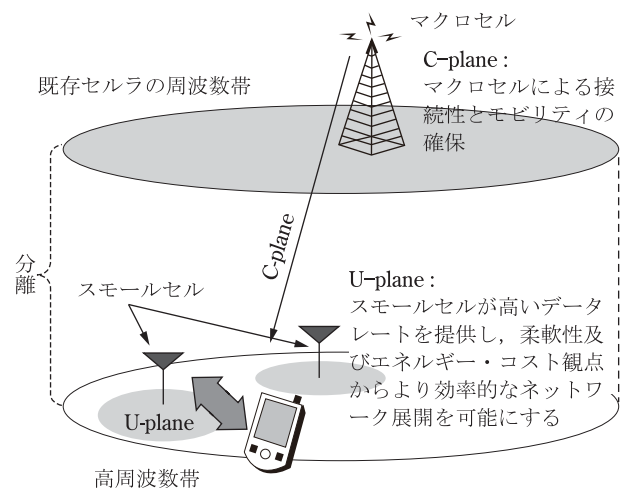 マクロセル
C-plane :
マクロセルによる接
続性とモビリティの
確保
既存セルラの周波数帯
分離
C-plane
スモールセル
U-plane :
スモールセルが高いデータ
レートを提供し，柔軟性及
びエネルギー・コスト観点
からより効率的なネットワ
ーク展開を可能にする
U-plane
高周波数帯